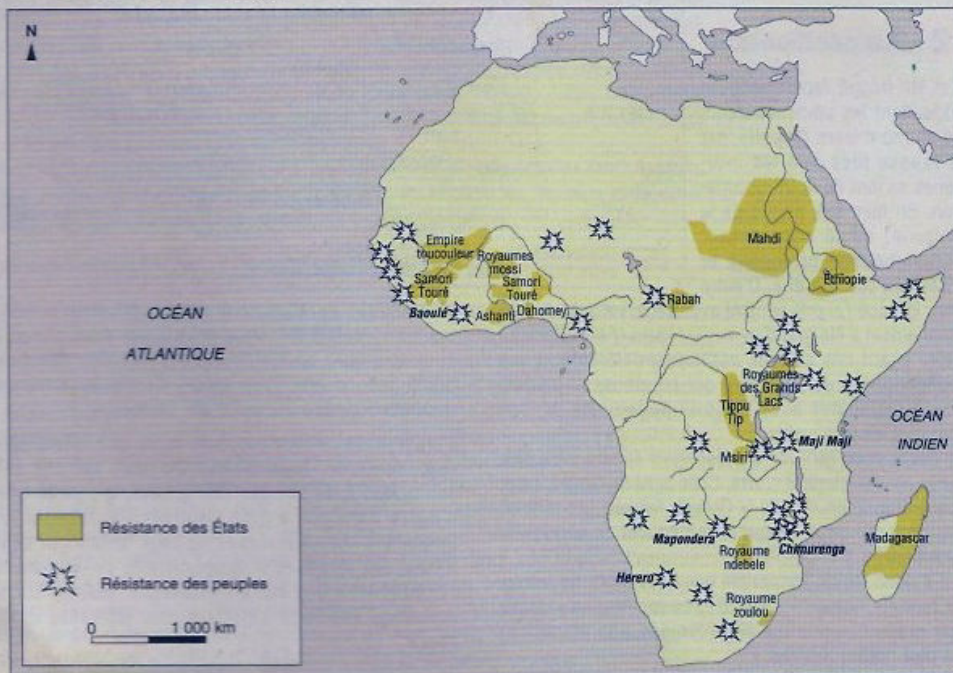 N
Empire
toucouleur
Royaumes
mossi
Samori
Touré
Samori
Touré
Baoulé
Ashanti
Dahomey
Rabah
Mahdi
Éthiopie
OCÉAN
ATLANTIQUE
Royaumes
des Grands
Lacs
Tippu
Tip
Msiri
Maji Maji
OCÉAN
INDIEN
Mapondera
Chimurenga
Royaume
ndebele
Madagascar
Herero
Royaume
zoulou
Résistance des États
Résistance des peuples
0 1 000 km